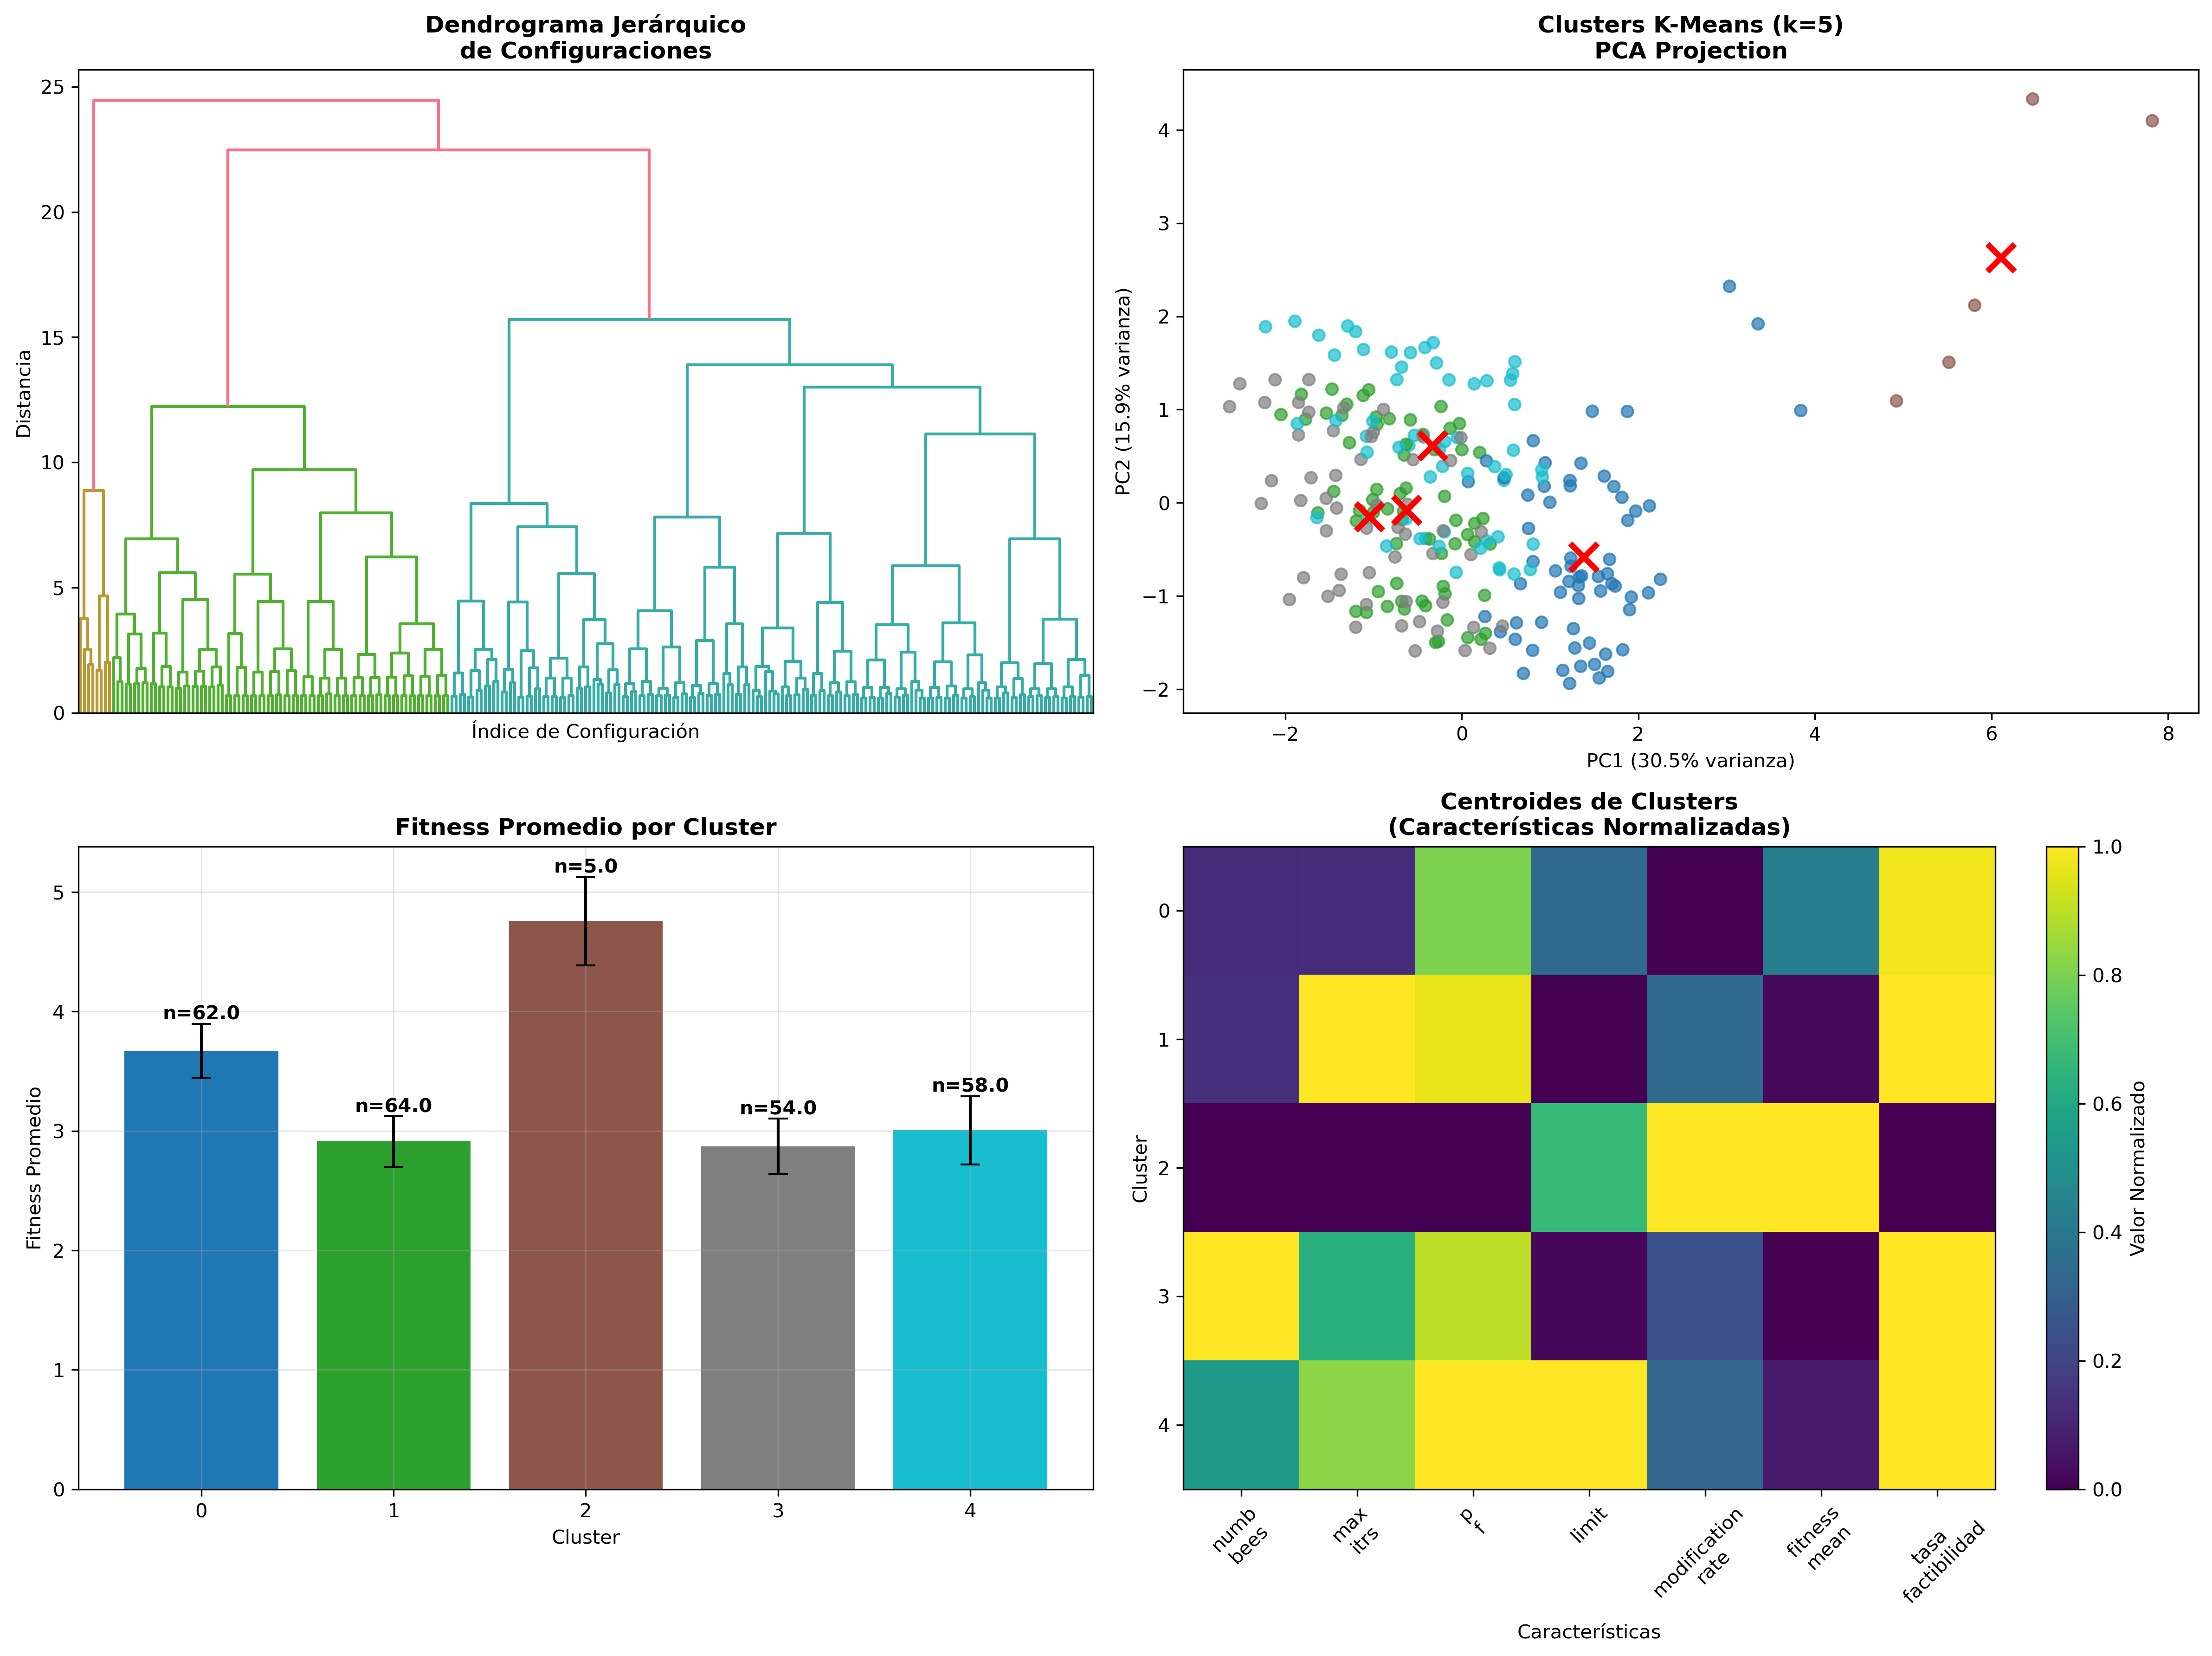 Dendrograma Jerárquico
de Configuraciones
25
20
15
10
5
0
Distancia
Índice de Configuración
Clusters K-Means (k=5)
PCA Projection
4
3
2
1
0
−1
−2
PC2 (15.9% varianza)
−2
0
2
4
6
8
PC1 (30.5% varianza)
Fitness Promedio por Cluster
5
4
3
2
1
0
Fitness Promedio
n=62.0
n=64.0
n=5.0
n=54.0
n=58.0
0
1
2
3
4
Cluster
Centroides de Clusters
(Características Normalizadas)
0
1
2
3
4
Cluster
numb
bees
max
itrs
p
f
limit
modification
rate
fitness
mean
tasa
factibilidad
Características
1.0
0.8
0.6
0.4
0.2
0.0
Valor Normalizado